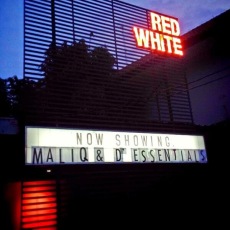 RED
WHITE
NOW SHOWING
MALIQ & D' ESSENTIALS